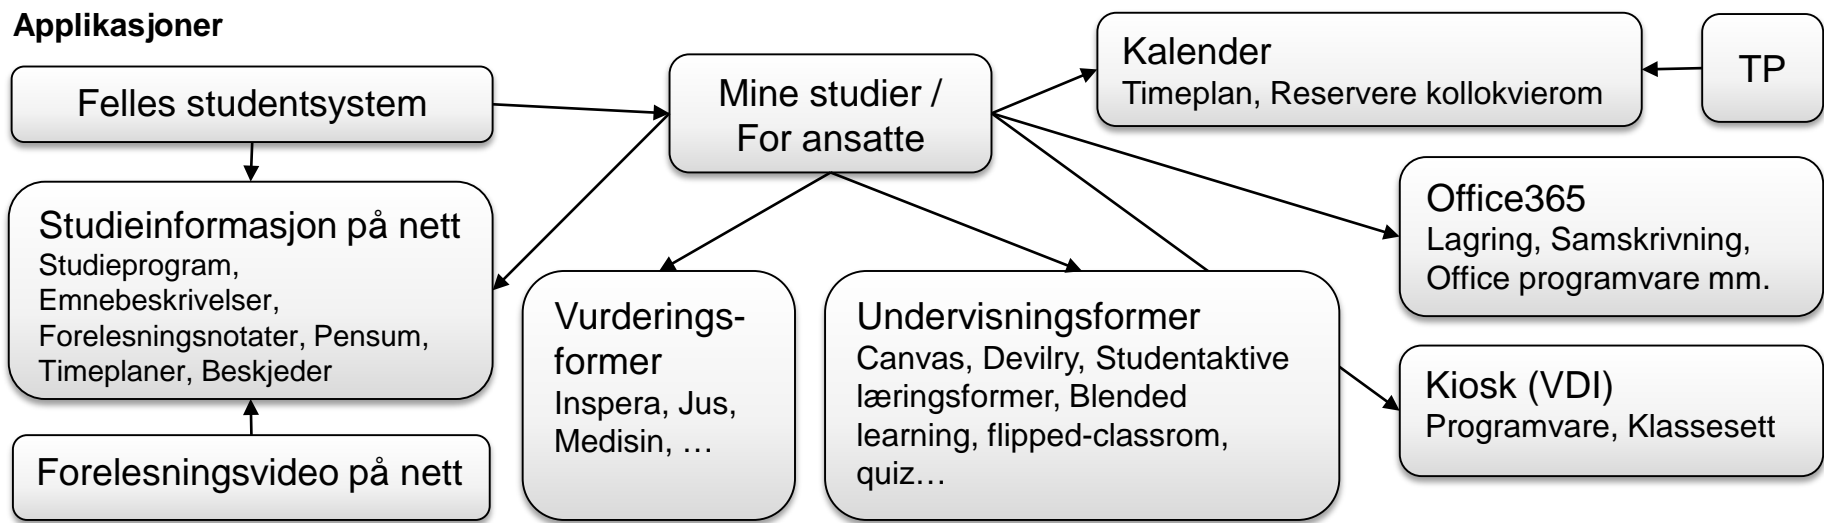 Applikasjoner
Felles studentsystem
Mine studier /
For ansatte
Kalender
Timeplan, Reservere kollokvierom
TP
Studieinformasjon på nett
Studieprogram,
Emnebeskrivelser,
Forelesningsnotater, Pensum,
Timeplaner, Beskjeder
Forelesningsvideo på nett
Vurderings-
former
Inspera, Jus,
Medisin, …
Undervisningsformer
Canvas, Devilry, Studentaktive
læringsformer, Blended
learning, flipped-classrom,
quiz…
Office365
Lagring, Samskrivning,
Office programvare mm.
Kiosk (VDI)
Programvare, Klassesett